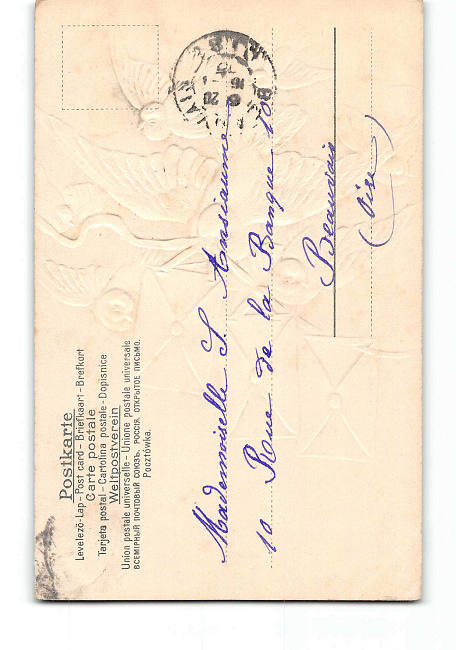 Postkarte
Levelező-Lap - Post card - Briefkaart - Brefkort
Carte postale
Tarjeta postal - Cartolina postale - Dopisnice
Weltpostverein
Union postale universelle - Unione postale universale
ВСЕМІРНЫЙ ПОЧТОВЫЙ СОЮЗЪ. РОССІЯ. ОТКРЫТОЕ ПИСЬМО.
Pocztówka.
Mademoiselle S. Ansiaume
10 Rue de la Banque 10
Beauvais
(Oise)